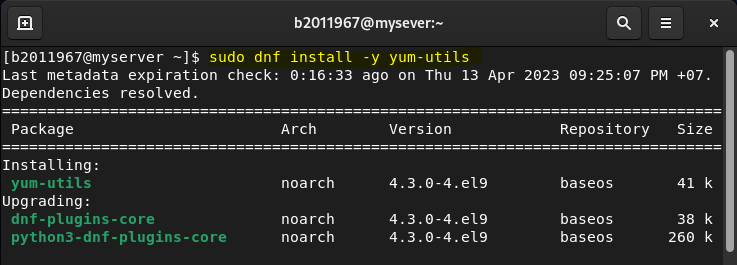 b2011967@mysever:~
[b2011967@myserver ~]$ sudo dnf install -y yum-utils
Last metadata expiration check: 0:16:33 ago on Thu 13 Apr 2023 09:25:07 PM +07.
Dependencies resolved.
================================================================================
Package Arch Version Repository Size
================================================================================
Installing:
yum-utils noarch 4.3.0-4.el9 baseos 41 k
Upgrading:
dnf-plugins-core noarch 4.3.0-4.el9 baseos 38 k
python3-dnf-plugins-core noarch 4.3.0-4.el9 baseos 260 k